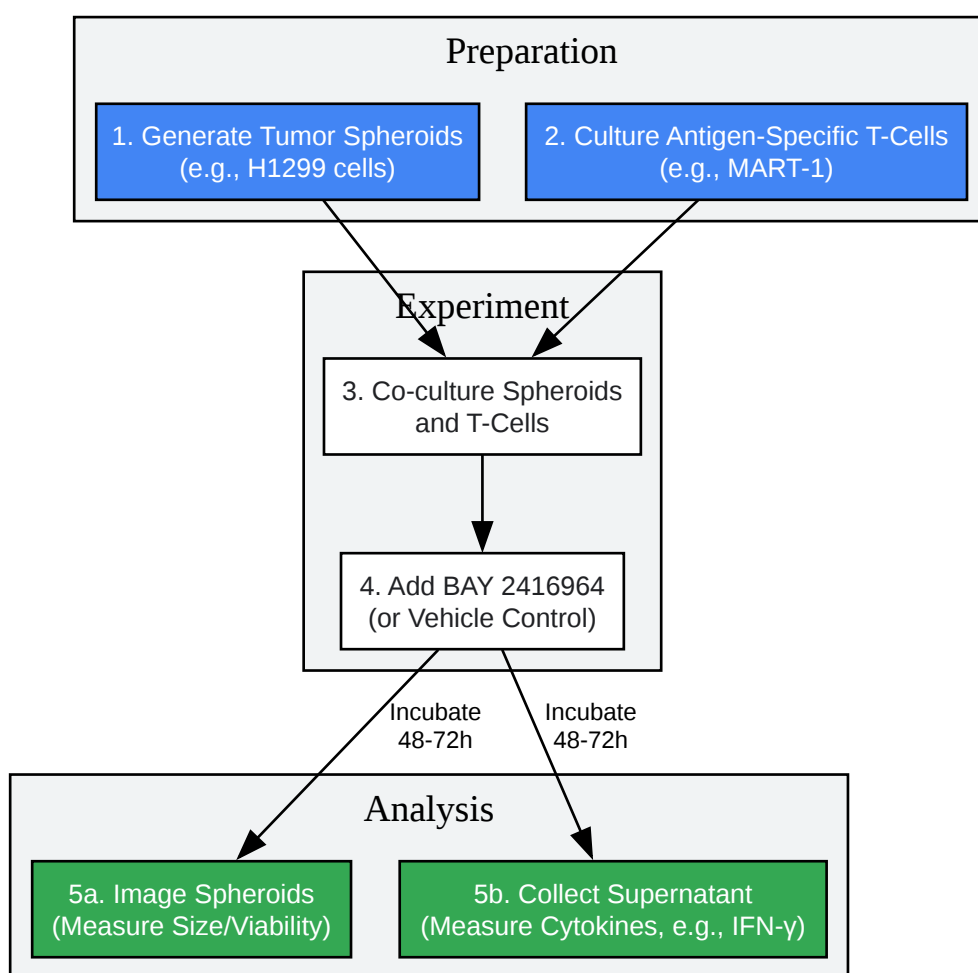 Preparation
1. Generate Tumor Spheroids
(e.g., H1299 cells)
2. Culture Antigen-Specific T-Cells
(e.g., MART-1)
Experiment
3. Co-culture Spheroids
and T-Cells
4. Add BAY 2416964
(or Vehicle Control)
Incubate
48-72h
Incubate
48-72h
Analysis
5a. Image Spheroids
(Measure Size/Viability)
5b. Collect Supernatant
(Measure Cytokines, e.g., IFN-γ)